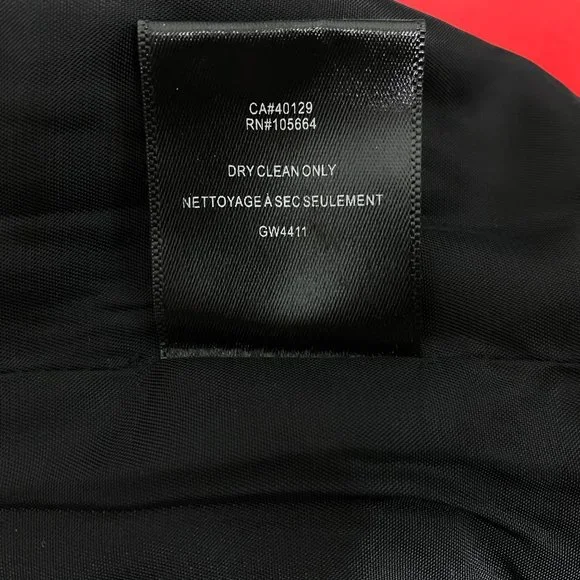 CA#40129
RN#105664
DRY CLEAN ONLY
NETTOYAGE À SEC SEULEMENT
GW4411